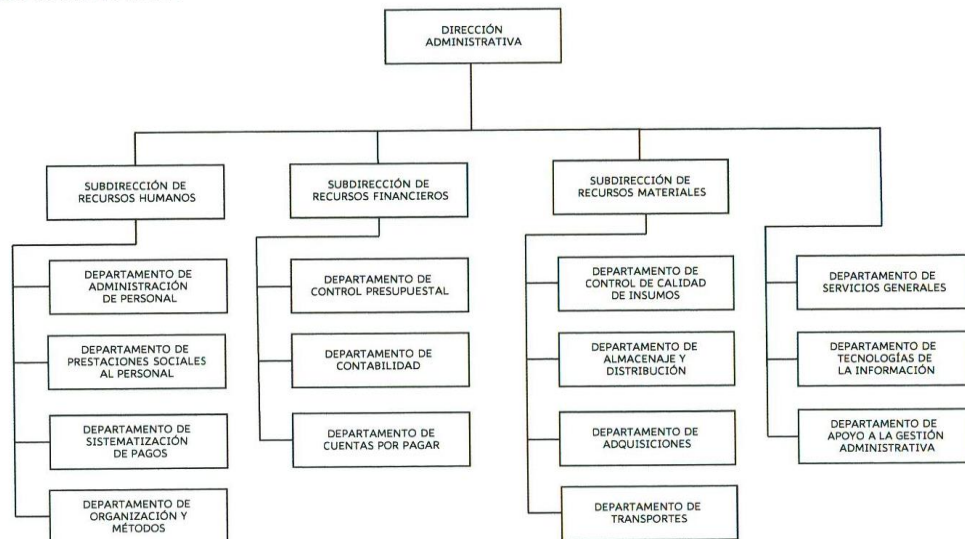 DIRECCIÓN
ADMINISTRATIVA
SUBDIRECCIÓN DE
RECURSOS HUMANOS
SUBDIRECCIÓN DE
RECURSOS FINANCIEROS
SUBDIRECCIÓN DE
RECURSOS MATERIALES
DEPARTAMENTO DE
ADMINISTRACIÓN
DE PERSONAL
DEPARTAMENTO DE
PRESTACIONES SOCIALES
AL PERSONAL
DEPARTAMENTO DE
SISTEMATIZACIÓN
DE PAGOS
DEPARTAMENTO DE
ORGANIZACIÓN Y
MÉTODOS
DEPARTAMENTO DE
CONTROL PRESUPUESTAL
DEPARTAMENTO DE
CONTABILIDAD
DEPARTAMENTO DE
CUENTAS POR PAGAR
DEPARTAMENTO DE
CONTROL DE CALIDAD
DE INSUMOS
DEPARTAMENTO DE
ALMACENAJE Y
DISTRIBUCIÓN
DEPARTAMENTO DE
ADQUISICIONES
DEPARTAMENTO DE
TRANSPORTES
DEPARTAMENTO DE
SERVICIOS GENERALES
DEPARTAMENTO DE
TECNOLOGÍAS DE
LA INFORMACIÓN
DEPARTAMENTO DE
APOYO A LA GESTIÓN
ADMINISTRATIVA